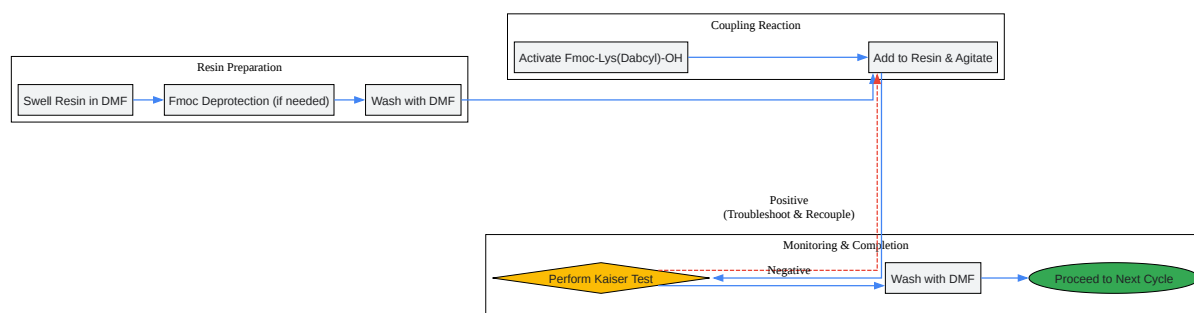 Coupling Reaction
Activate Fmoc-Lys(Dabcyl)-OH
Add to Resin & Agitate
Resin Preparation
Swell Resin in DMF
Fmoc Deprotection (if needed)
Wash with DMF
Positive
(Troubleshoot & Recouple)
Monitoring & Completion
Perform Kaiser Test
Negative
Wash with DMF
Proceed to Next Cycle